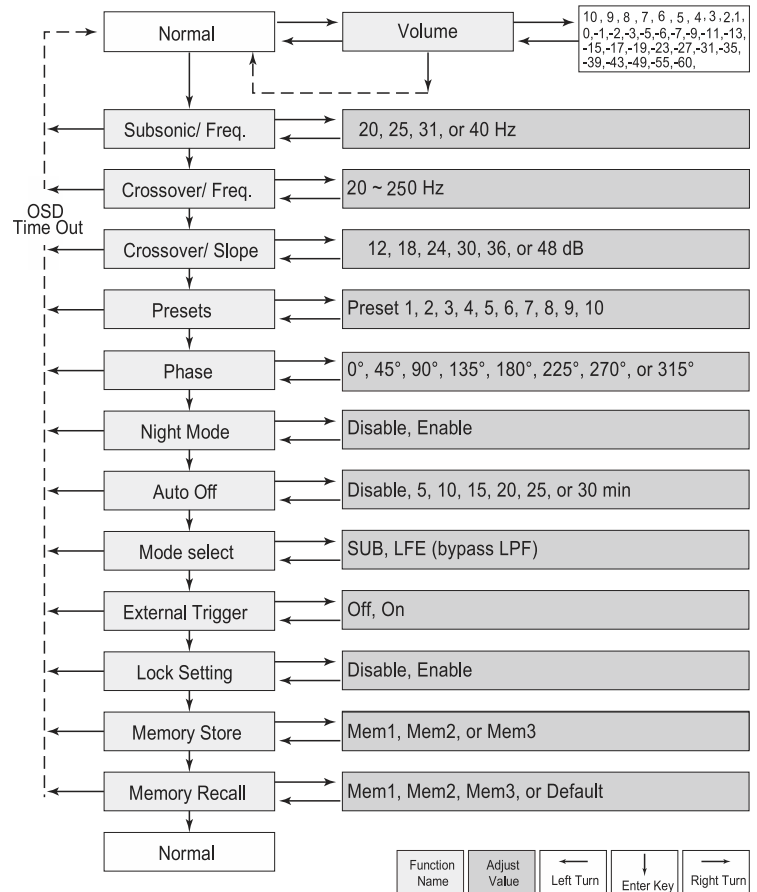 Normal
Volume
10, 9, 8 , 7, 6 , 5, 4, 3, 2,1,
0,-1,-2,-3,-5,-6,-7,-9,-11,-13,
-15,-17,-19,-23,-27,-31,-35,
-39,-43,-49,-55,-60,
Subsonic/ Freq.
20, 25, 31, or 40 Hz
Crossover/ Freq.
20 ~ 250 Hz
OSD
Time Out
Crossover/ Slope
12, 18, 24, 30, 36, or 48 dB
Presets
Preset 1, 2, 3, 4, 5, 6, 7, 8, 9, 10
Phase
0°, 45°, 90°, 135°, 180°, 225°, 270°, or 315°
Night Mode
Disable, Enable
Auto Off
Disable, 5, 10, 15, 20, 25, or 30 min
Mode select
SUB, LFE (bypass LPF)
External Trigger
Off, On
Lock Setting
Disable, Enable
Memory Store
Mem1, Mem2, or Mem3
Memory Recall
Mem1, Mem2, Mem3, or Default
Normal
Function
Name
Adjust
Value
Left Turn
Enter Key
Right Turn